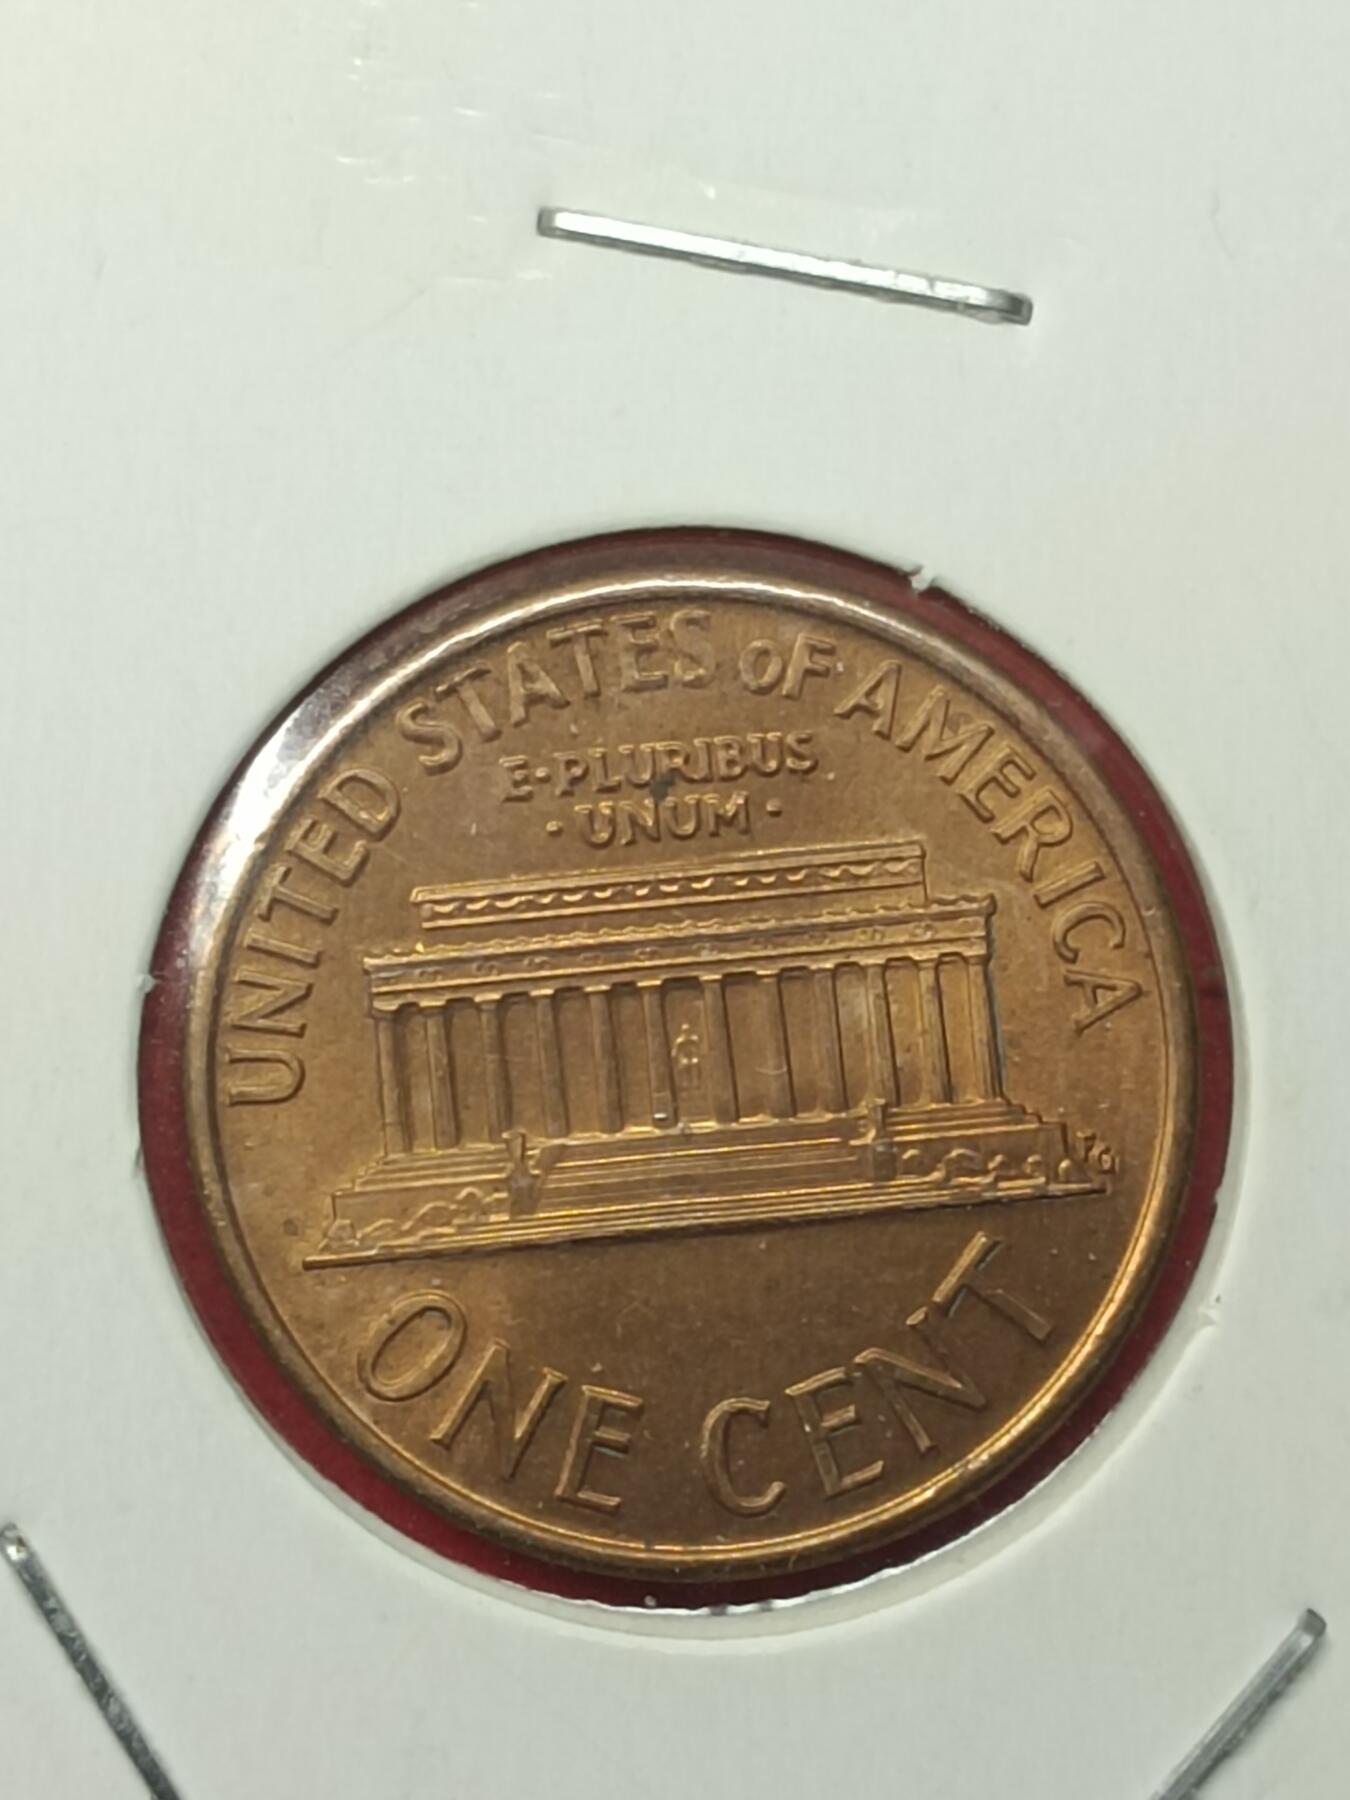 UNITED STATES oF AMERICA
E·PLURIBUS
·UNUM·
FG
ONE CENT